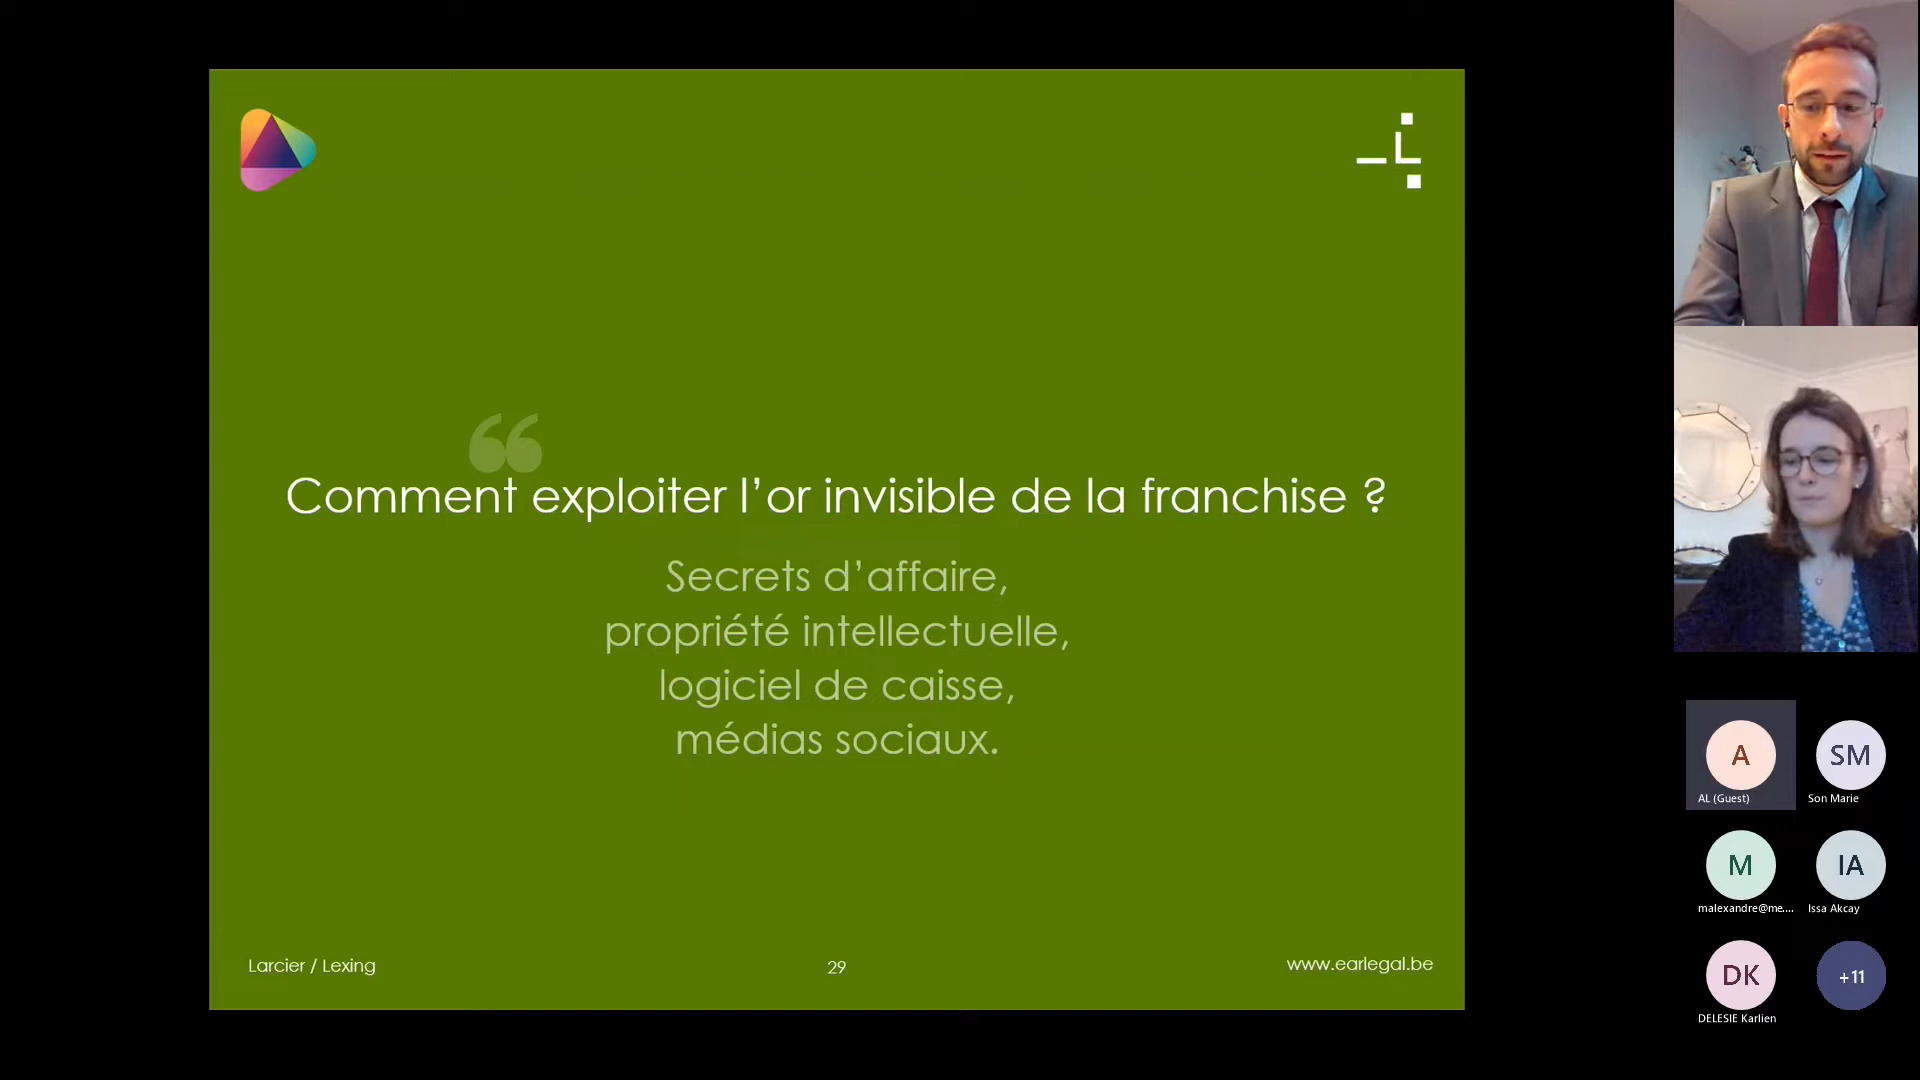 “
Comment exploiter l’or invisible de la franchise ?
Secrets d’affaire,
propriété intellectuelle,
logiciel de caisse,
médias sociaux.
Larcier / Lexing
29
www.earlegal.be
A
AL (Guest)
SM
Son Marie
M
malexandre@me....
IA
Issa Akcay
DK
DELESIE Karlien
+11